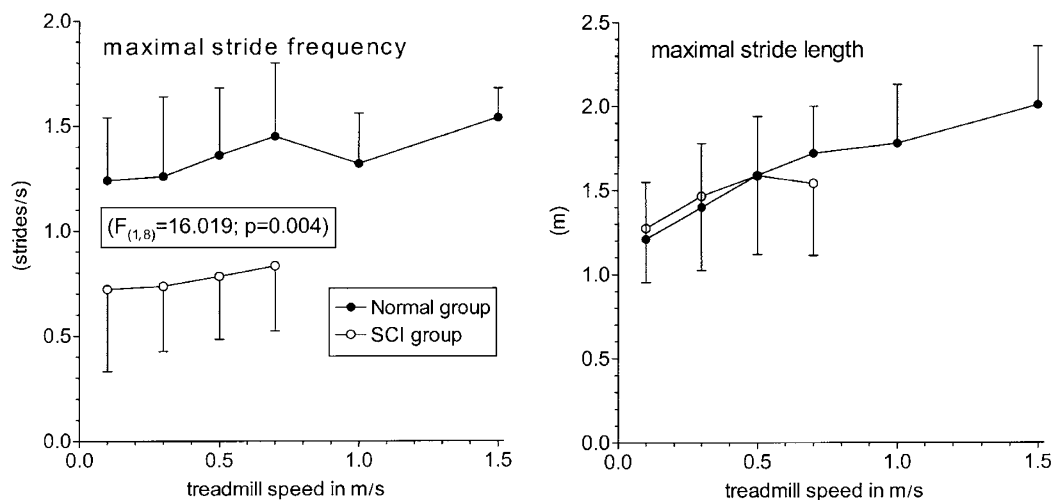 maximal stride frequency
2.0
1.5
1.0
0.5
0.0
(strides/s)
(F(1,8)=16.019; p=0.004)
Normal group
SCI group
0.0 0.5 1.0 1.5
treadmill speed in m/s
maximal stride length
2.5
2.0
1.5
1.0
0.5
0.0
(m)
0.0 0.5 1.0 1.5
treadmill speed in m/s